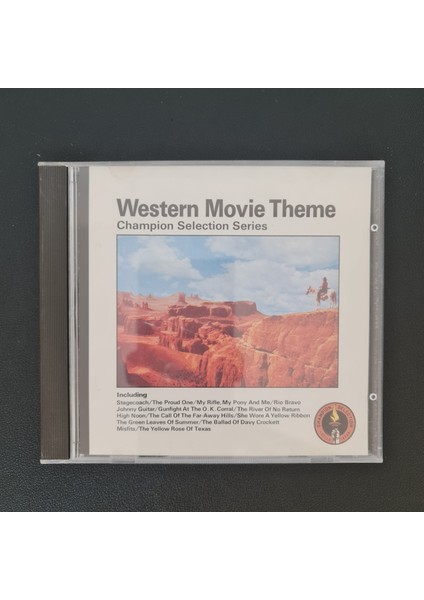 Western Movie Theme
Champion Selection Series
Including
Stagecoach/The Proud One/My Rifle, My Pony And Me/Rio Bravo
Johnny Guitar/Gunfight At The O.K. Corral/The River Of No Return
High Noon/The Call Of The Far-Away Hills/She Wore A Yellow Ribbon
The Green Leaves Of Summer/The Ballad Of Davy Crockett
Misfits/The Yellow Rose Of Texas